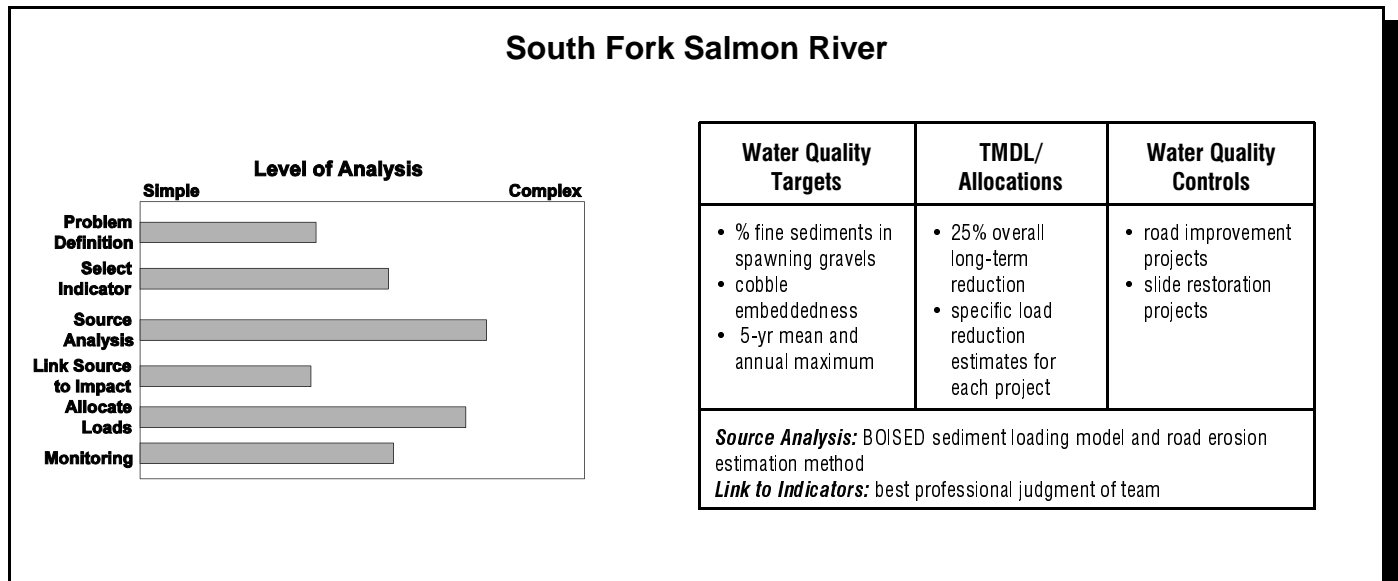 South Fork Salmon River
Level of Analysis
Simple Complex
Problem
Definition
Select
Indicator
Source
Analysis
Link Source
to Impact
Allocate
Loads
Monitoring
Water Quality
Targets
TMDL/
Allocations
Water Quality
Controls
• % fine sediments in
spawning gravels
• cobble
embeddedness
• 5-yr mean and
annual maximum
• 25% overall
long-term
reduction
• specific load
reduction
estimates for
each project
• road improvement
projects
• slide restoration
projects
Source Analysis: BOISED sediment loading model and road erosion
estimation method
Link to Indicators: best professional judgment of team